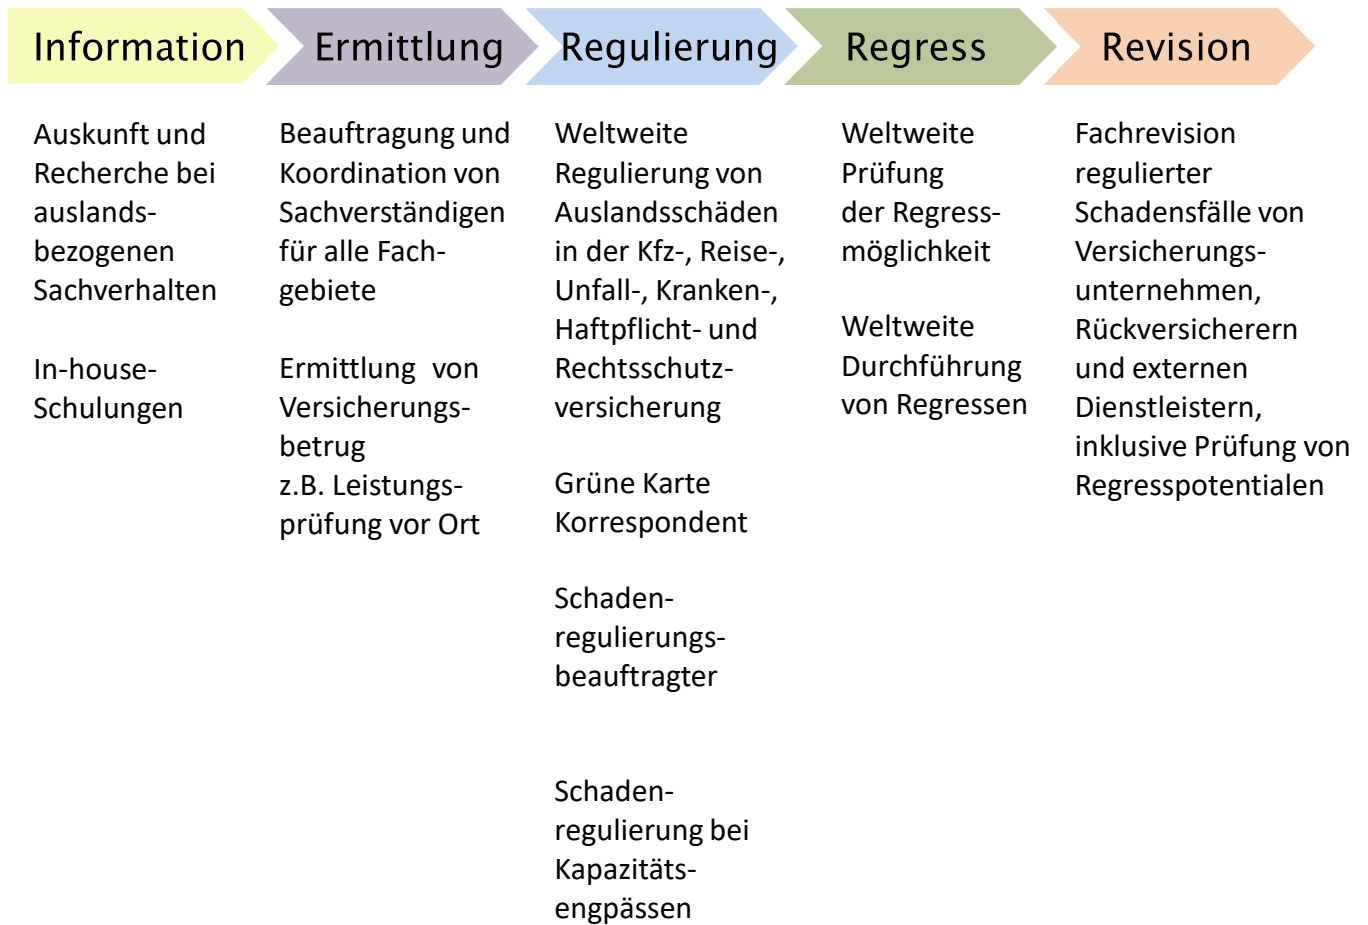 Information
Ermittlung
Regulierung
Regress
Revision
Auskunft und
Recherche bei
auslands-
bezogenen
Sachverhalten
In-house-
Schulungen
Beauftragung und
Koordination von
Sachverständigen
für alle Fach-
gebiete
Ermittlung von
Versicherungs-
betrug
z.B. Leistungs-
prüfung vor Ort
Weltweite
Regulierung von
Auslandsschäden
in der Kfz-, Reise-,
Unfall-, Kranken-,
Haftpflicht- und
Rechtsschutz-
versicherung
Grüne Karte
Korrespondent
Schaden-
regulierungs-
beauftragter
Schaden-
regulierung bei
Kapazitäts-
engpässen
Weltweite
Prüfung
der Regress-
möglichkeit
Weltweite
Durchführung
von Regressen
Fachrevision
regulierter
Schadensfälle von
Versicherungs-
unternehmen,
Rückversicherern
und externen
Dienstleistern,
inklusive Prüfung von
Regresspotentialen